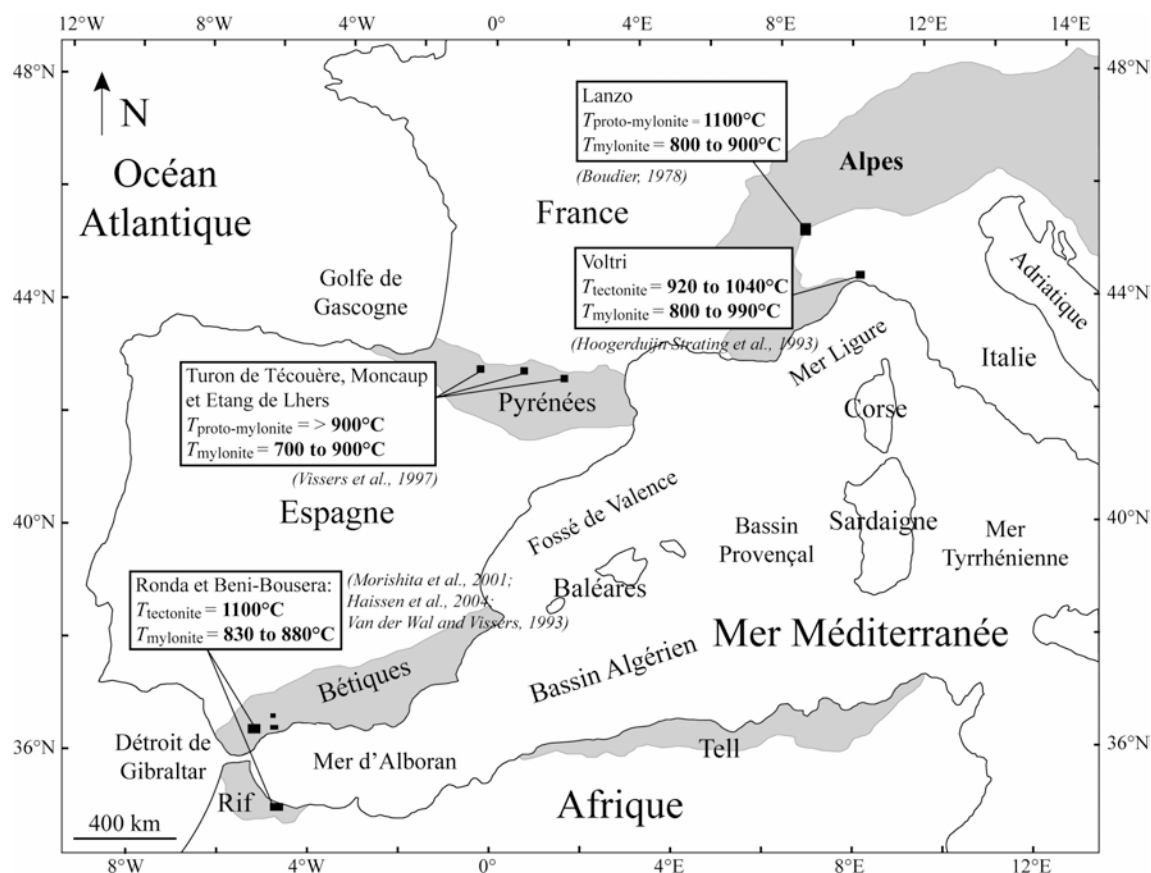 12°W 8°W 4°W 0° 4°E 8°E 12°E 14°E
48°N 48°N
N
Océan
Atlantique
Lanzo
Tproto-mylonite = 1100°C
Tmylonite = 800 to 900°C
(Boudier, 1978)
Alpes
France
Golfe de
Gascogne
Voltri
Ttectonite = 920 to 1040°C
Tmylonite = 800 to 990°C
(Hoogerduijn Strating et al., 1993)
Adriatique
44°N 44°N
Mer Ligure
Italie
Turon de Técouère, Moncaup
et Etang de Lhers
Tproto-mylonite = > 900°C
Tmylonite = 700 to 900°C
(Vissers et al., 1997)
Pyrénées
Corse
Espagne
Fossé de Valence
40°N 40°N
Bassin
Provençal
Sardaigne
Mer
Tyrrhénienne
Baléares
Ronda et Beni-Bousera:
Ttectonite = 1100°C
Tmylonite = 830 to 880°C
(Morishita et al., 2001;
Haissen et al., 2004;
Van der Wal and Vissers, 1993)
Mer Méditerranée
Bétiques
Bassin Algérien
36°N 36°N
Détroit de
Gibraltar
Mer d'Alboran
Tell
Rif
Afrique
400 km
8°W 4°W 0° 4°E 8°E 12°E